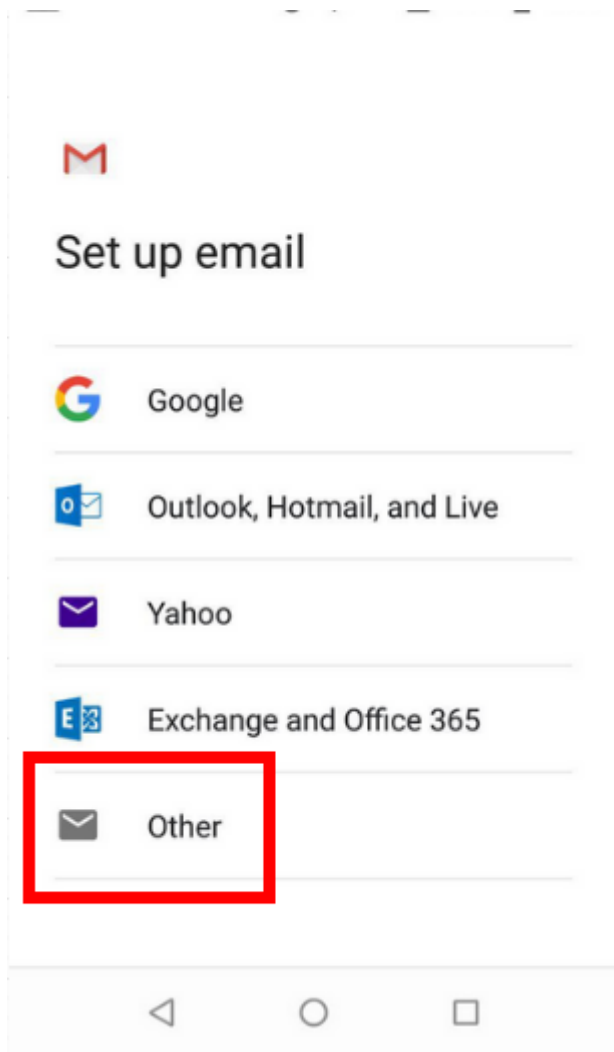 Set up email
Google
Outlook, Hotmail, and Live
Yahoo
Exchange and Office 365
Other